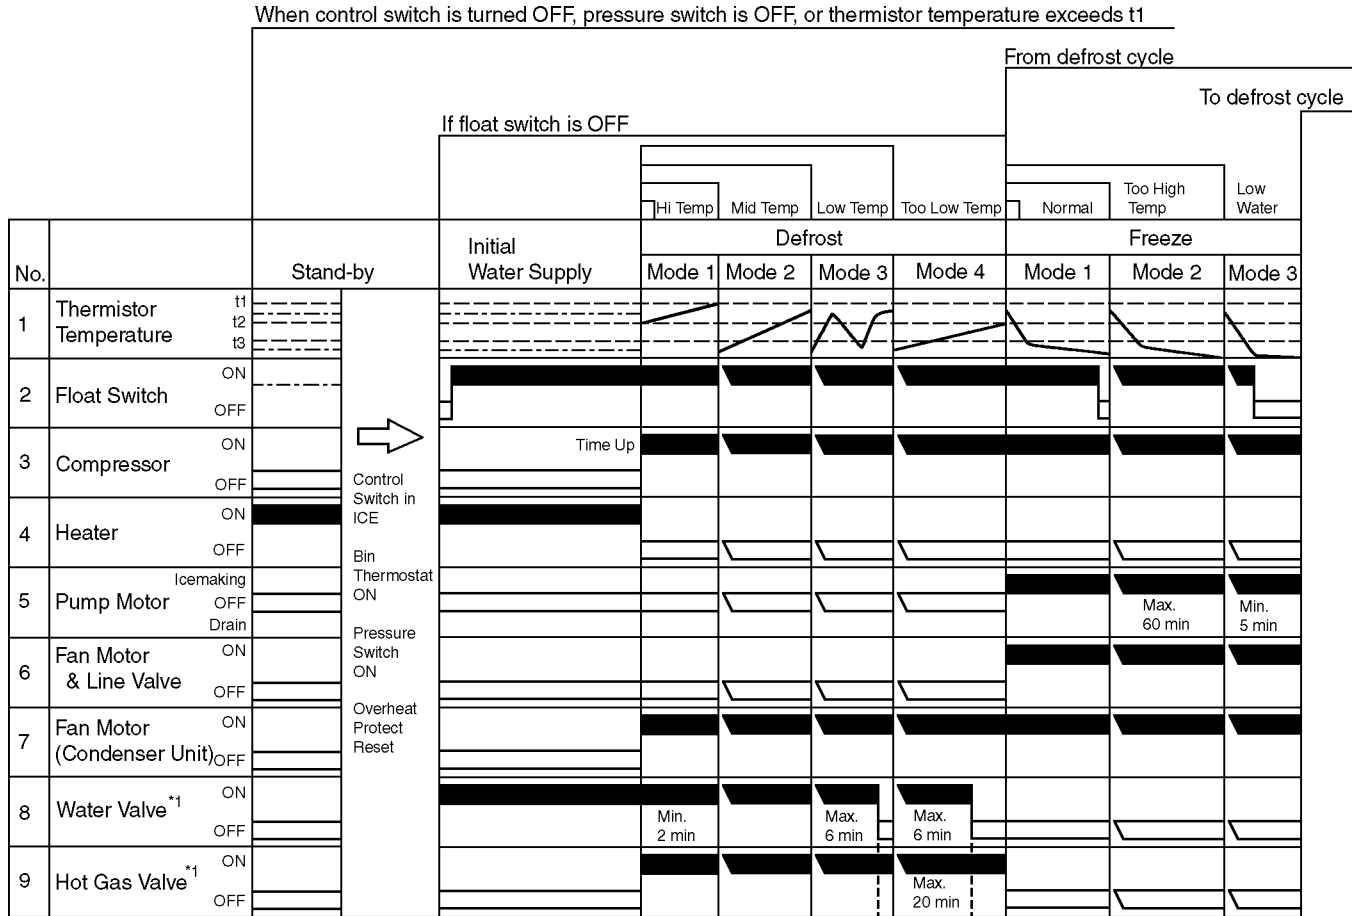 When control switch is turned OFF, pressure switch is OFF, or thermistor temperature exceeds t1
From defrost cycle
To defrost cycle
If float switch is OFF
Hi Temp
Mid Temp
Low Temp
Too Low Temp
Normal
Too High
Temp
Low
Water
Defrost
Freeze
No.
Stand-by
Initial
Water Supply
Mode 1
Mode 2
Mode 3
Mode 4
Mode 1
Mode 2
Mode 3
1
Thermistor
Temperature
t1
t2
t3
2
Float Switch
ON
OFF
3
Compressor
ON
OFF
Time Up
4
Heater
ON
OFF
5
Pump Motor
Icemaking
OFF
Drain
Max.
60 min
Min.
5 min
6
Fan Motor
& Line Valve
ON
OFF
7
Fan Motor
(Condenser Unit)
ON
OFF
8
Water Valve*1
ON
OFF
Min.
2 min
Max.
6 min
Max.
6 min
9
Hot Gas Valve*1
ON
OFF
Max.
20 min
Control
Switch in
ICE
Bin
Thermostat
ON
Pressure
Switch
ON
Overheat
Protect
Reset